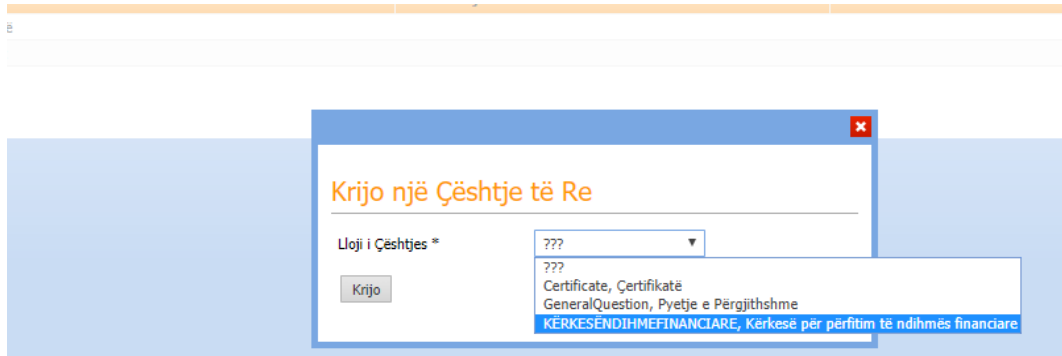 Krijo një Çështje të Re
Lloji i Çështjes *
???
???
Certificate, Çertifikatë
GeneralQuestion, Pyetje e Përgjithshme
Krijo
KËRKESËNDIHMEFINANCIARE, Kërkesë për përfitim të ndihmës financiare